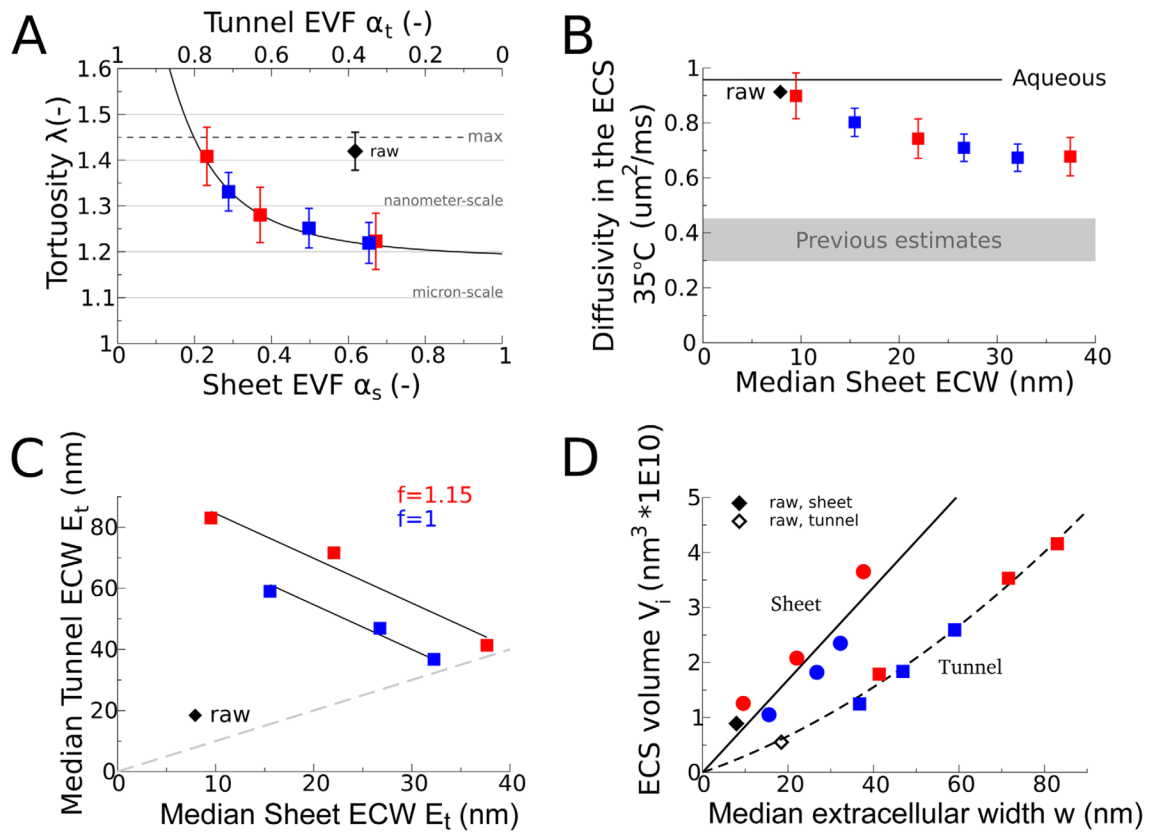 A
Tunnel EVF αt (-)
1 0.8 0.6 0.4 0.2 0
1.6
1.5
1.4
1.3
1.2
1.1
1
Tortuosity λ(-)
max
raw
nanometer-scale
micron-scale
0 0.2 0.4 0.6 0.8 1
Sheet EVF αs (-)
B
Diffusivity in the ECS
35°C (um²/ms)
1
0.8
0.6
0.4
0.2
0
Aqueous
raw
Previous estimates
0 10 20 30 40
Median Sheet ECW (nm)
C
Median Tunnel ECW Et (nm)
80
60
40
20
0
f=1.15
f=1
raw
0 10 20 30 40
Median Sheet ECW Et (nm)
D
ECS volume Vi (nm³ *1E10)
5
4
3
2
1
0
raw, sheet
raw, tunnel
Sheet
Tunnel
0 20 40 60 80
Median extracellular width w (nm)